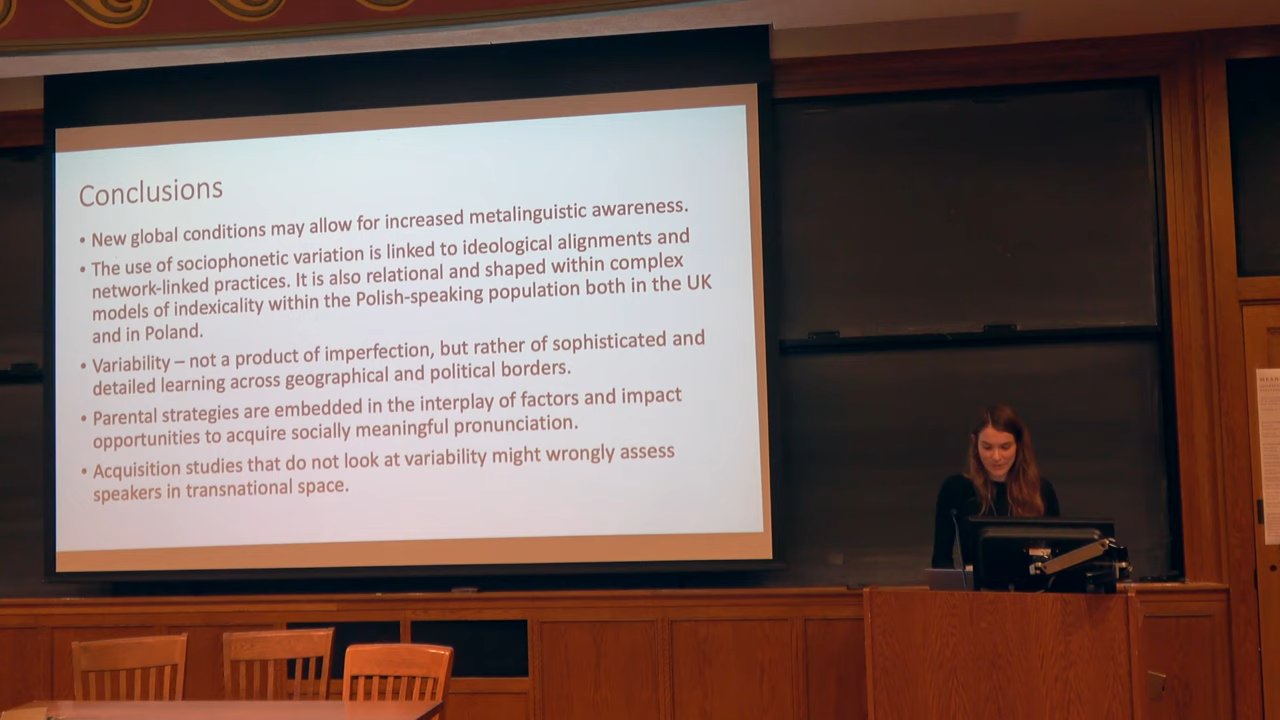 Conclusions
• New global conditions may allow for increased metalinguistic awareness.
• The use of sociophonetic variation is linked to ideological alignments and
network-linked practices. It is also relational and shaped within complex
models of indexicality within the Polish-speaking population both in the UK
and in Poland.
• Variability – not a product of imperfection, but rather of sophisticated and
detailed learning across geographical and political borders.
• Parental strategies are embedded in the interplay of factors and impact
opportunities to acquire socially meaningful pronunciation.
• Acquisition studies that do not look at variability might wrongly assess
speakers in transnational space.